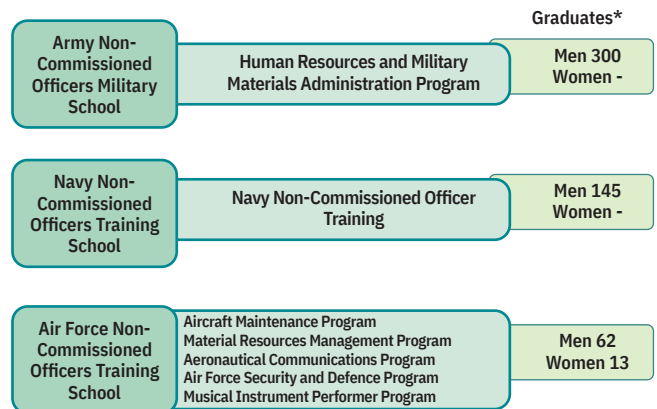 Graduates*
Army Non-
Commissioned
Officers Military
School
Human Resources and Military
Materials Administration Program
Men 300
Women -
Navy Non-
Commissioned
Officers Training
School
Navy Non-Commissioned Officer
Training
Men 145
Women -
Air Force Non-
Commissioned
Officers Training
School
Aircraft Maintenance Program
Material Resources Management Program
Aeronautical Communications Program
Air Force Security and Defence Program
Musical Instrument Performer Program
Men 62
Women 13